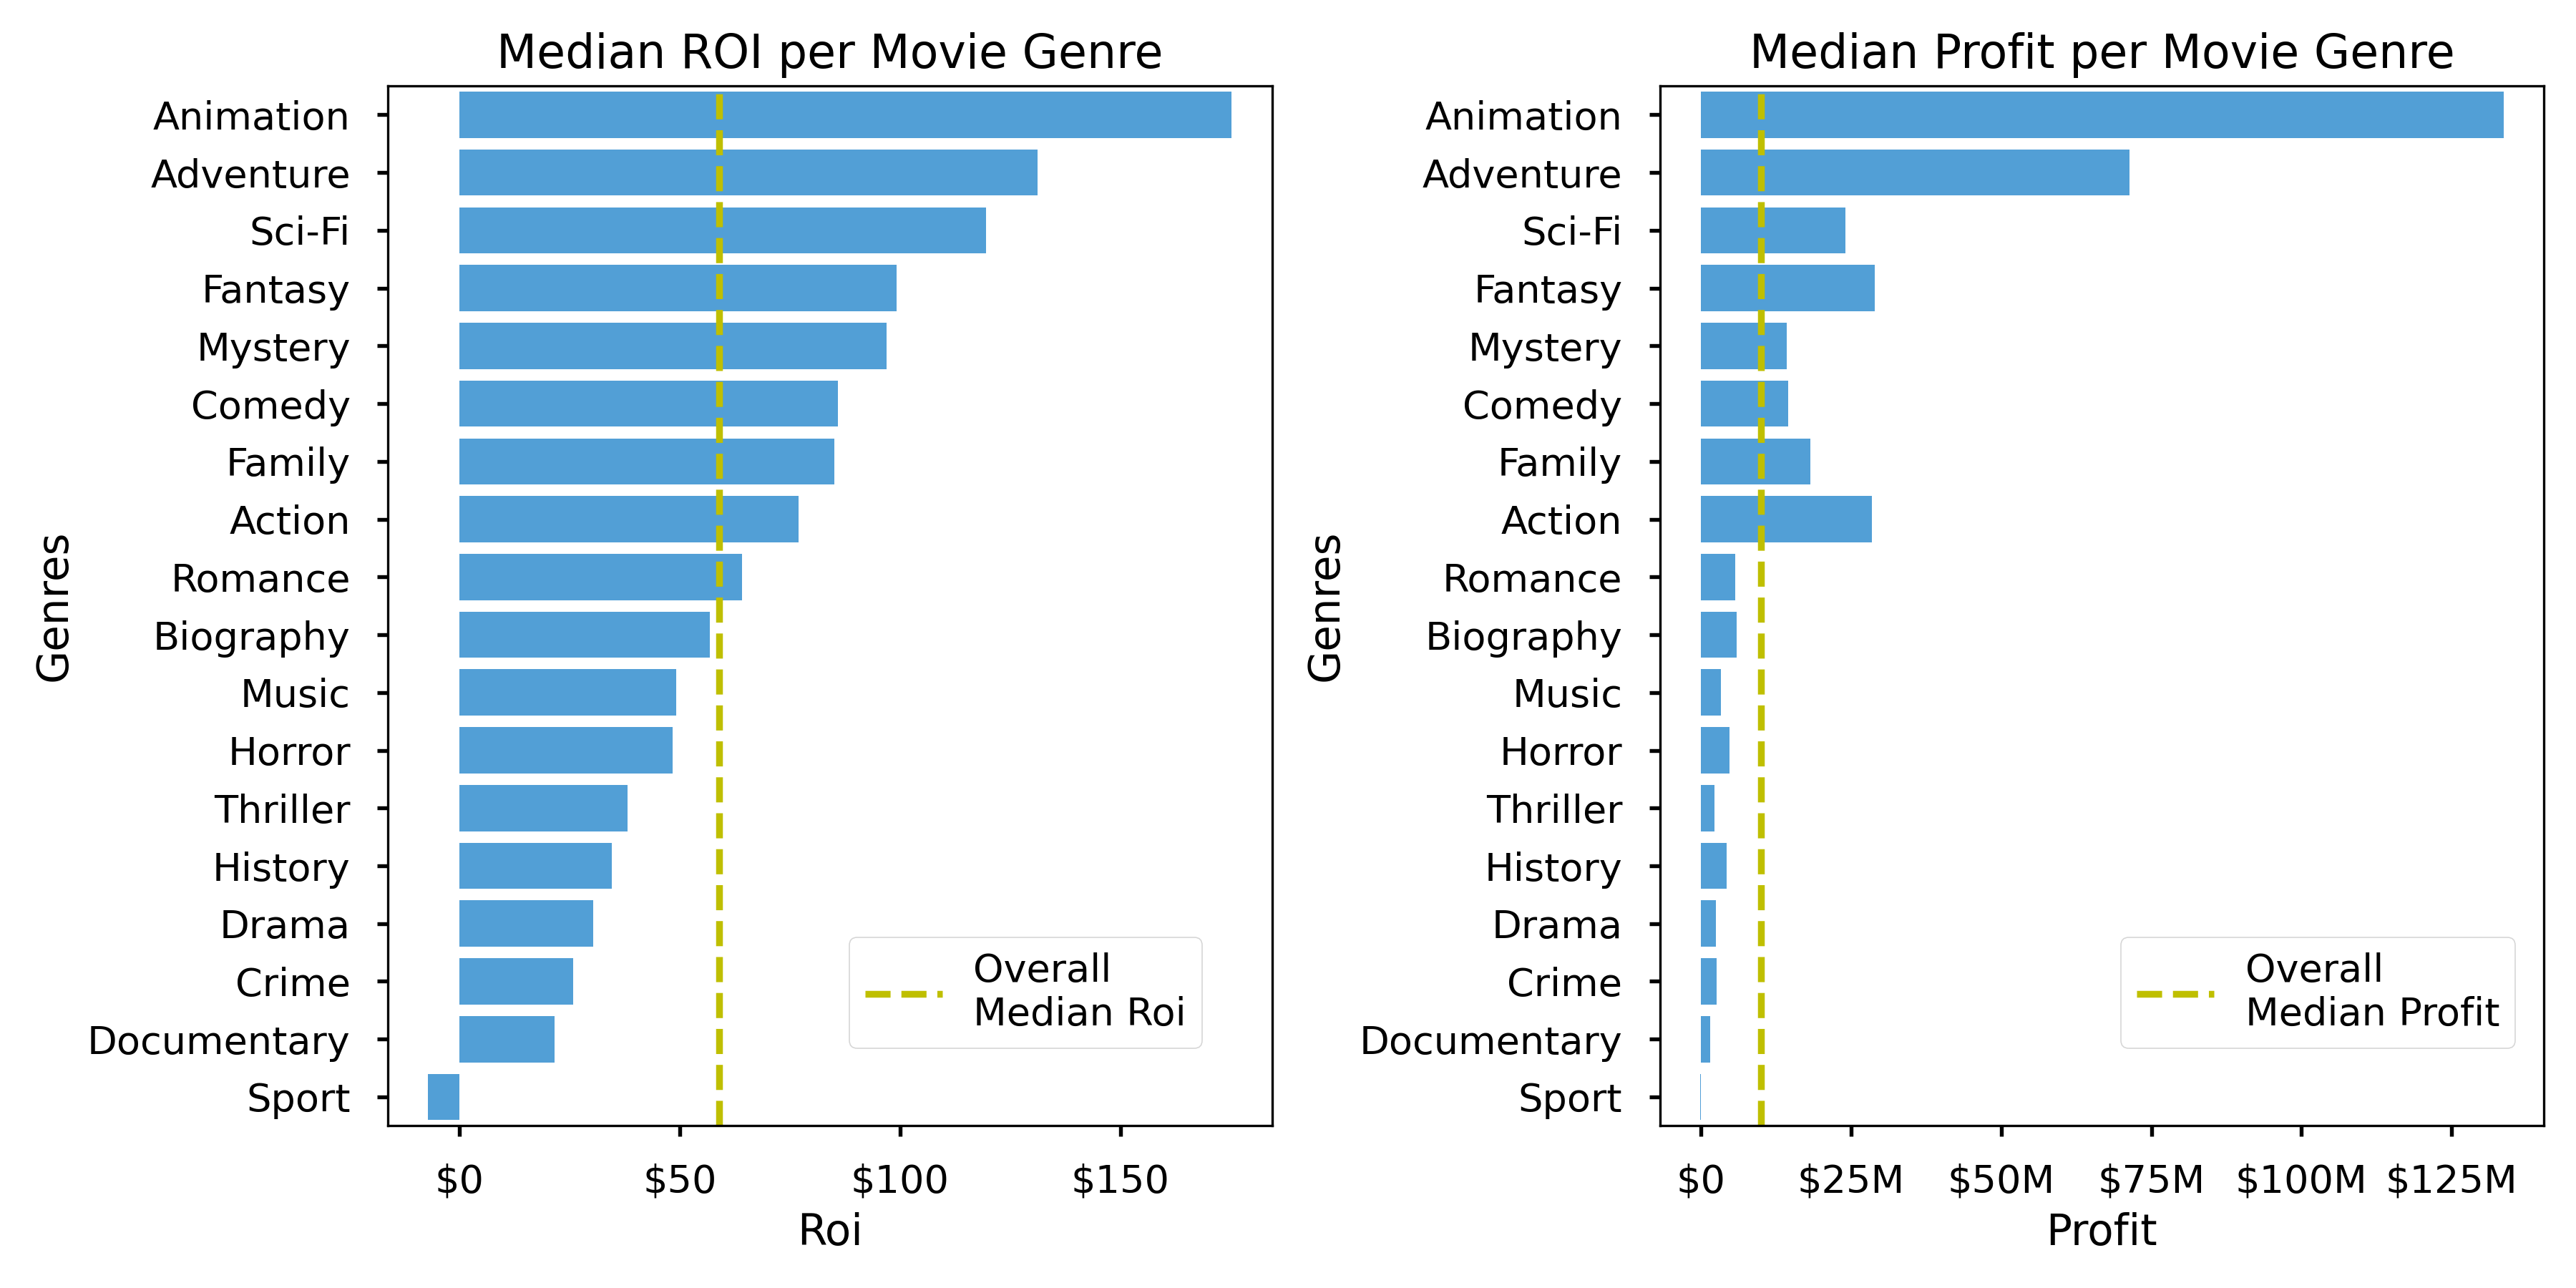 Median ROI per Movie Genre
Genres
Animation
Adventure
Sci-Fi
Fantasy
Mystery
Comedy
Family
Action
Romance
Biography
Music
Horror
Thriller
History
Drama
Crime
Documentary
Sport
Overall
Median Roi
$0 $50 $100 $150
Roi
Median Profit per Movie Genre
Genres
Animation
Adventure
Sci-Fi
Fantasy
Mystery
Comedy
Family
Action
Romance
Biography
Music
Horror
Thriller
History
Drama
Crime
Documentary
Sport
Overall
Median Profit
$0 $25M $50M $75M $100M $125M
Profit